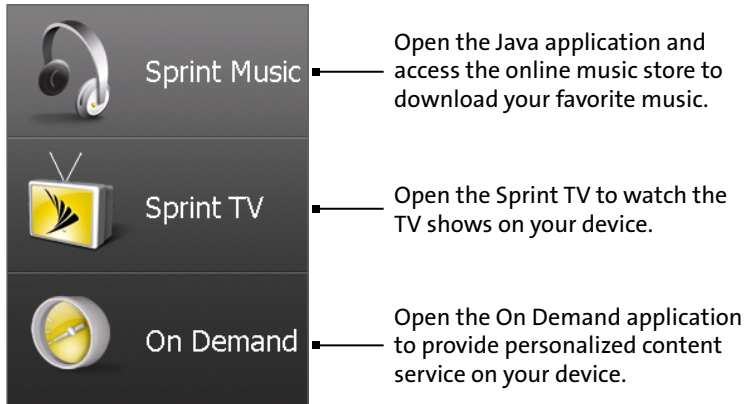 Sprint Music
Open the Java application and
access the online music store to
download your favorite music.
Sprint TV
Open the Sprint TV to watch the
TV shows on your device.
On Demand
Open the On Demand application
to provide personalized content
service on your device.